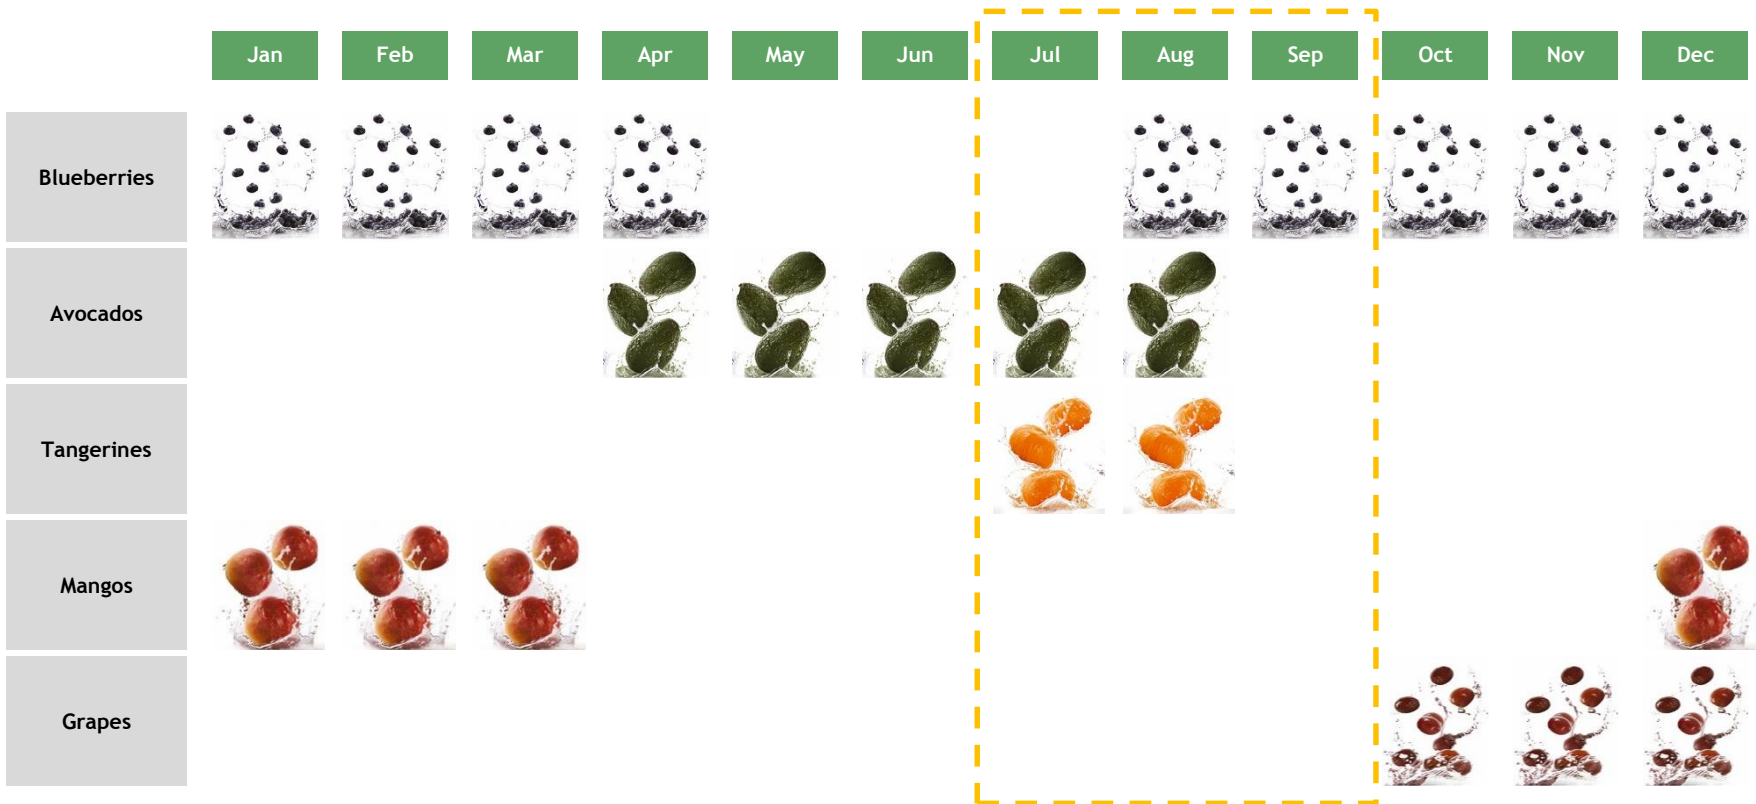 Jan Feb Mar Apr May Jun Jul Aug Sep Oct Nov Dec
Blueberries
Avocados
Tangerines
Mangos
Grapes